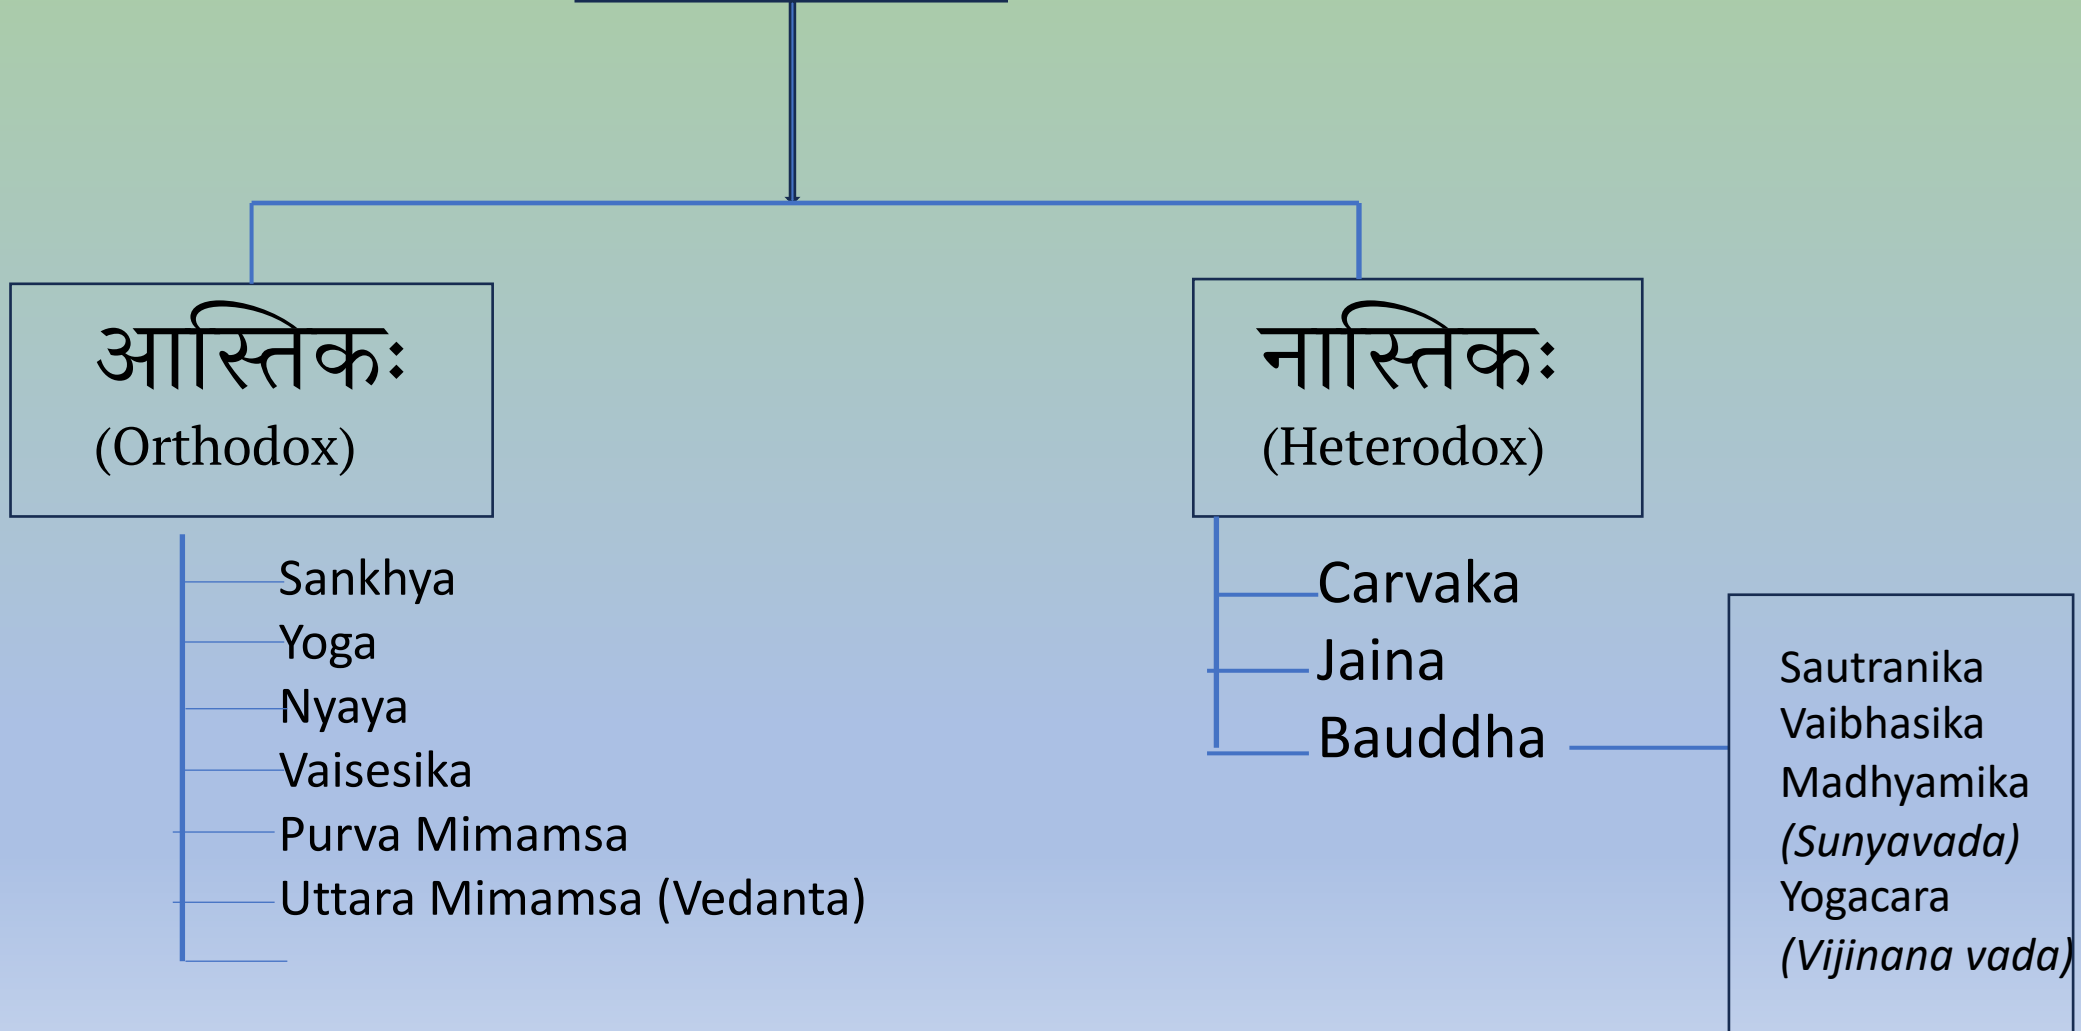 आस्तिकः
(Orthodox)
Sankhya
Yoga
Nyaya
Vaisesika
Purva Mimamsa
Uttara Mimamsa (Vedanta)
नास्तिकः
(Heterodox)
Carvaka
Jaina
Bauddha
Sautranika
Vaibhasika
Madhyamika
(Sunyavada)
Yogacara
(Vijinana vada)